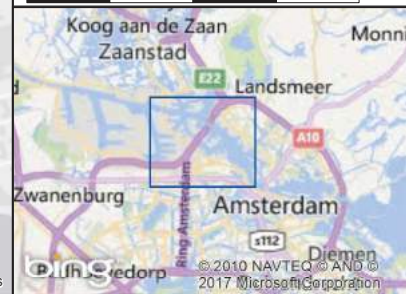 Koog aan de Zaan
Zaanstad
Monni
E22
Landsmeer
A10
Zwanenburg
Ring Amsterdam
Amsterdam
s112
Diemen
bing
© 2010 NAVTEQ © AND ©
2017 Microsoft Corporation